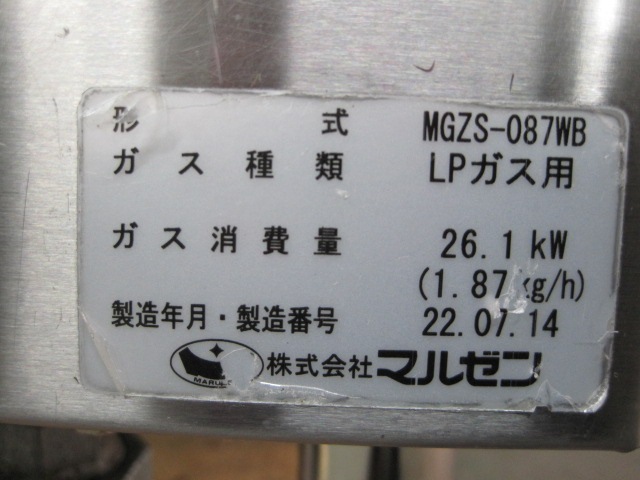 形式 MGZS-087WB
ガス種類 LPガス用
ガス消費量 26.1kW
(1.87kg/h)
製造年月・製造番号 22.07.14
株式会社マルゼン